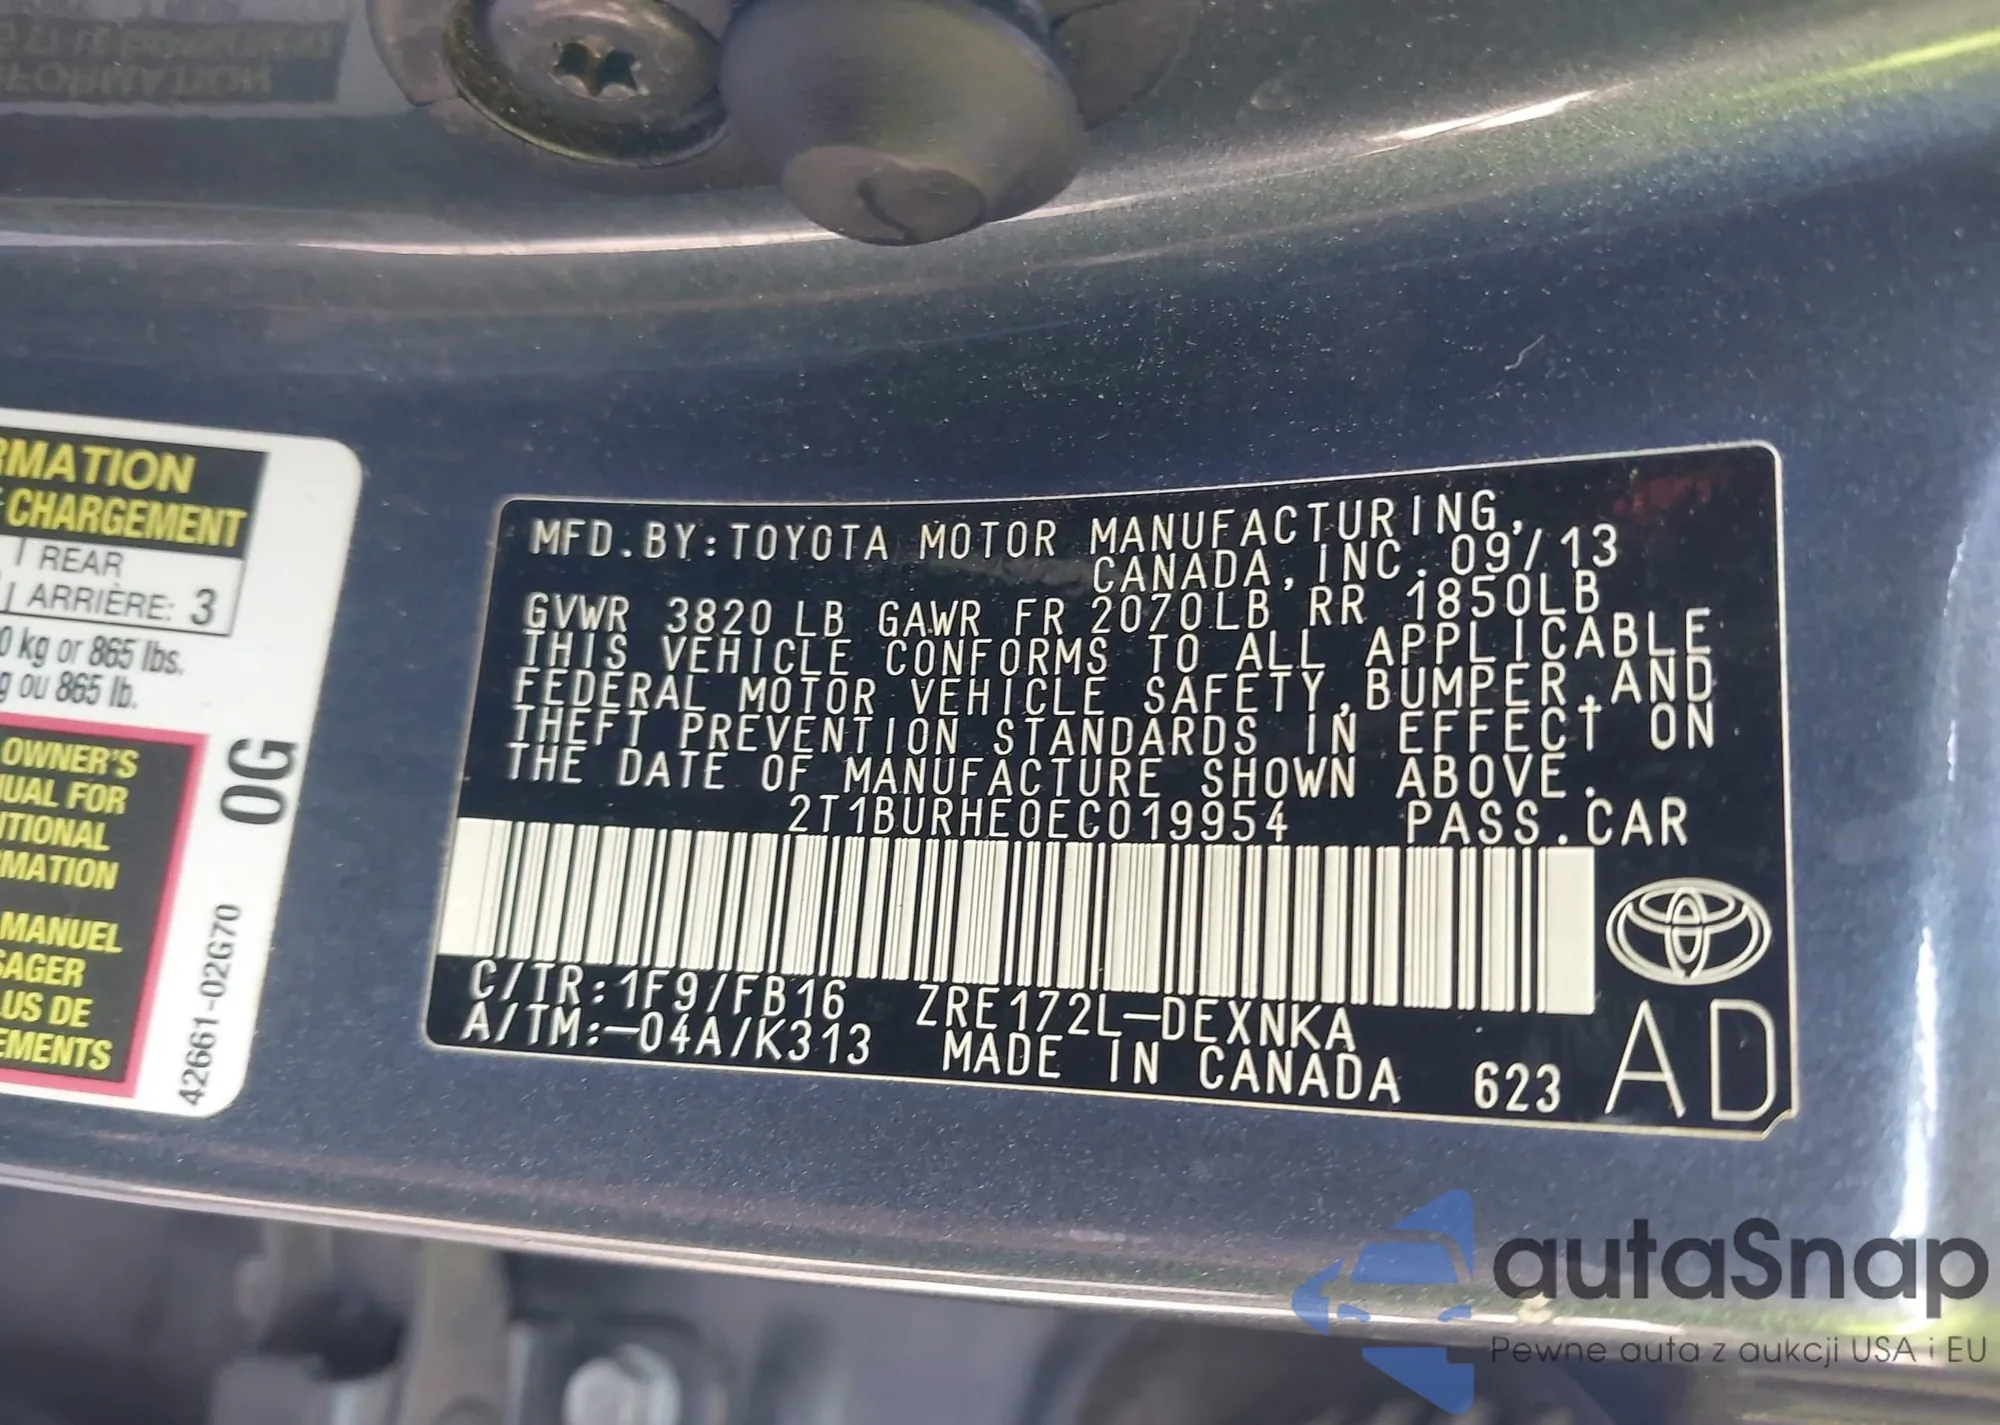 RMATION
CHARGEMENT
REAR
ARRIÈRE: 3
0 kg or 865 lbs.
g ou 865 lb.
OWNER'S
UAL FOR
ITIONAL
RMATION
MANUEL
SAGER
LUS DE
EMENTS
0G
42661-02G70
MFD.BY:TOYOTA MOTOR MANUFACTURING,
CANADA,INC. 09/13
GVWR 3820LB GAWR FR 2070LB RR 1850LB
THIS VEHICLE CONFORMS TO ALL APPLICABLE
FEDERAL MOTOR VEHICLE SAFETY,BUMPER,AND
THEFT PREVENTION STANDARDS IN EFFECT ON
THE DATE OF MANUFACTURE SHOWN ABOVE.
2T1BURHE0EC019954 PASS.CAR
C/TR:1F9/FB16 ZRE172L-DEXNKA
A/TM:-04A/K313 MADE IN CANADA 623
AD
autaSnap
Pewne auta z aukcji USA i EU